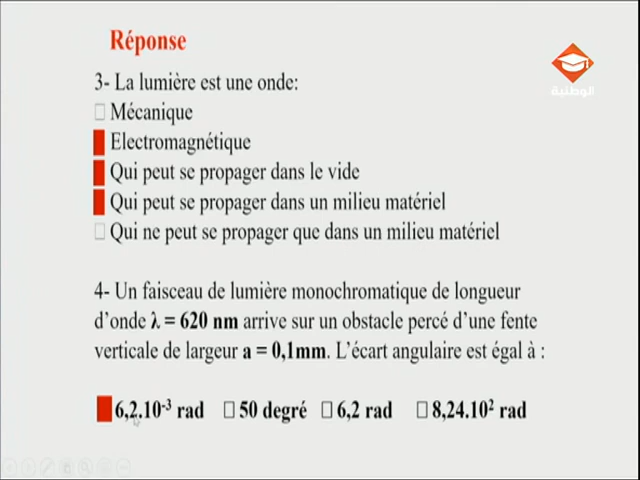 Réponse
الوطنية
3- La lumière est une onde:
Mécanique
Electromagnétique
Qui peut se propager dans le vide
Qui peut se propager dans un milieu matériel
Qui ne peut se propager que dans un milieu matériel
4- Un faisceau de lumière monochromatique de longueur
d’onde λ = 620 nm arrive sur un obstacle percé d’une fente
verticale de largeur a = 0,1mm. L’écart angulaire est égal à :
6,2.10⁻³ rad □ 50 degré □ 6,2 rad □ 8,24.10² rad